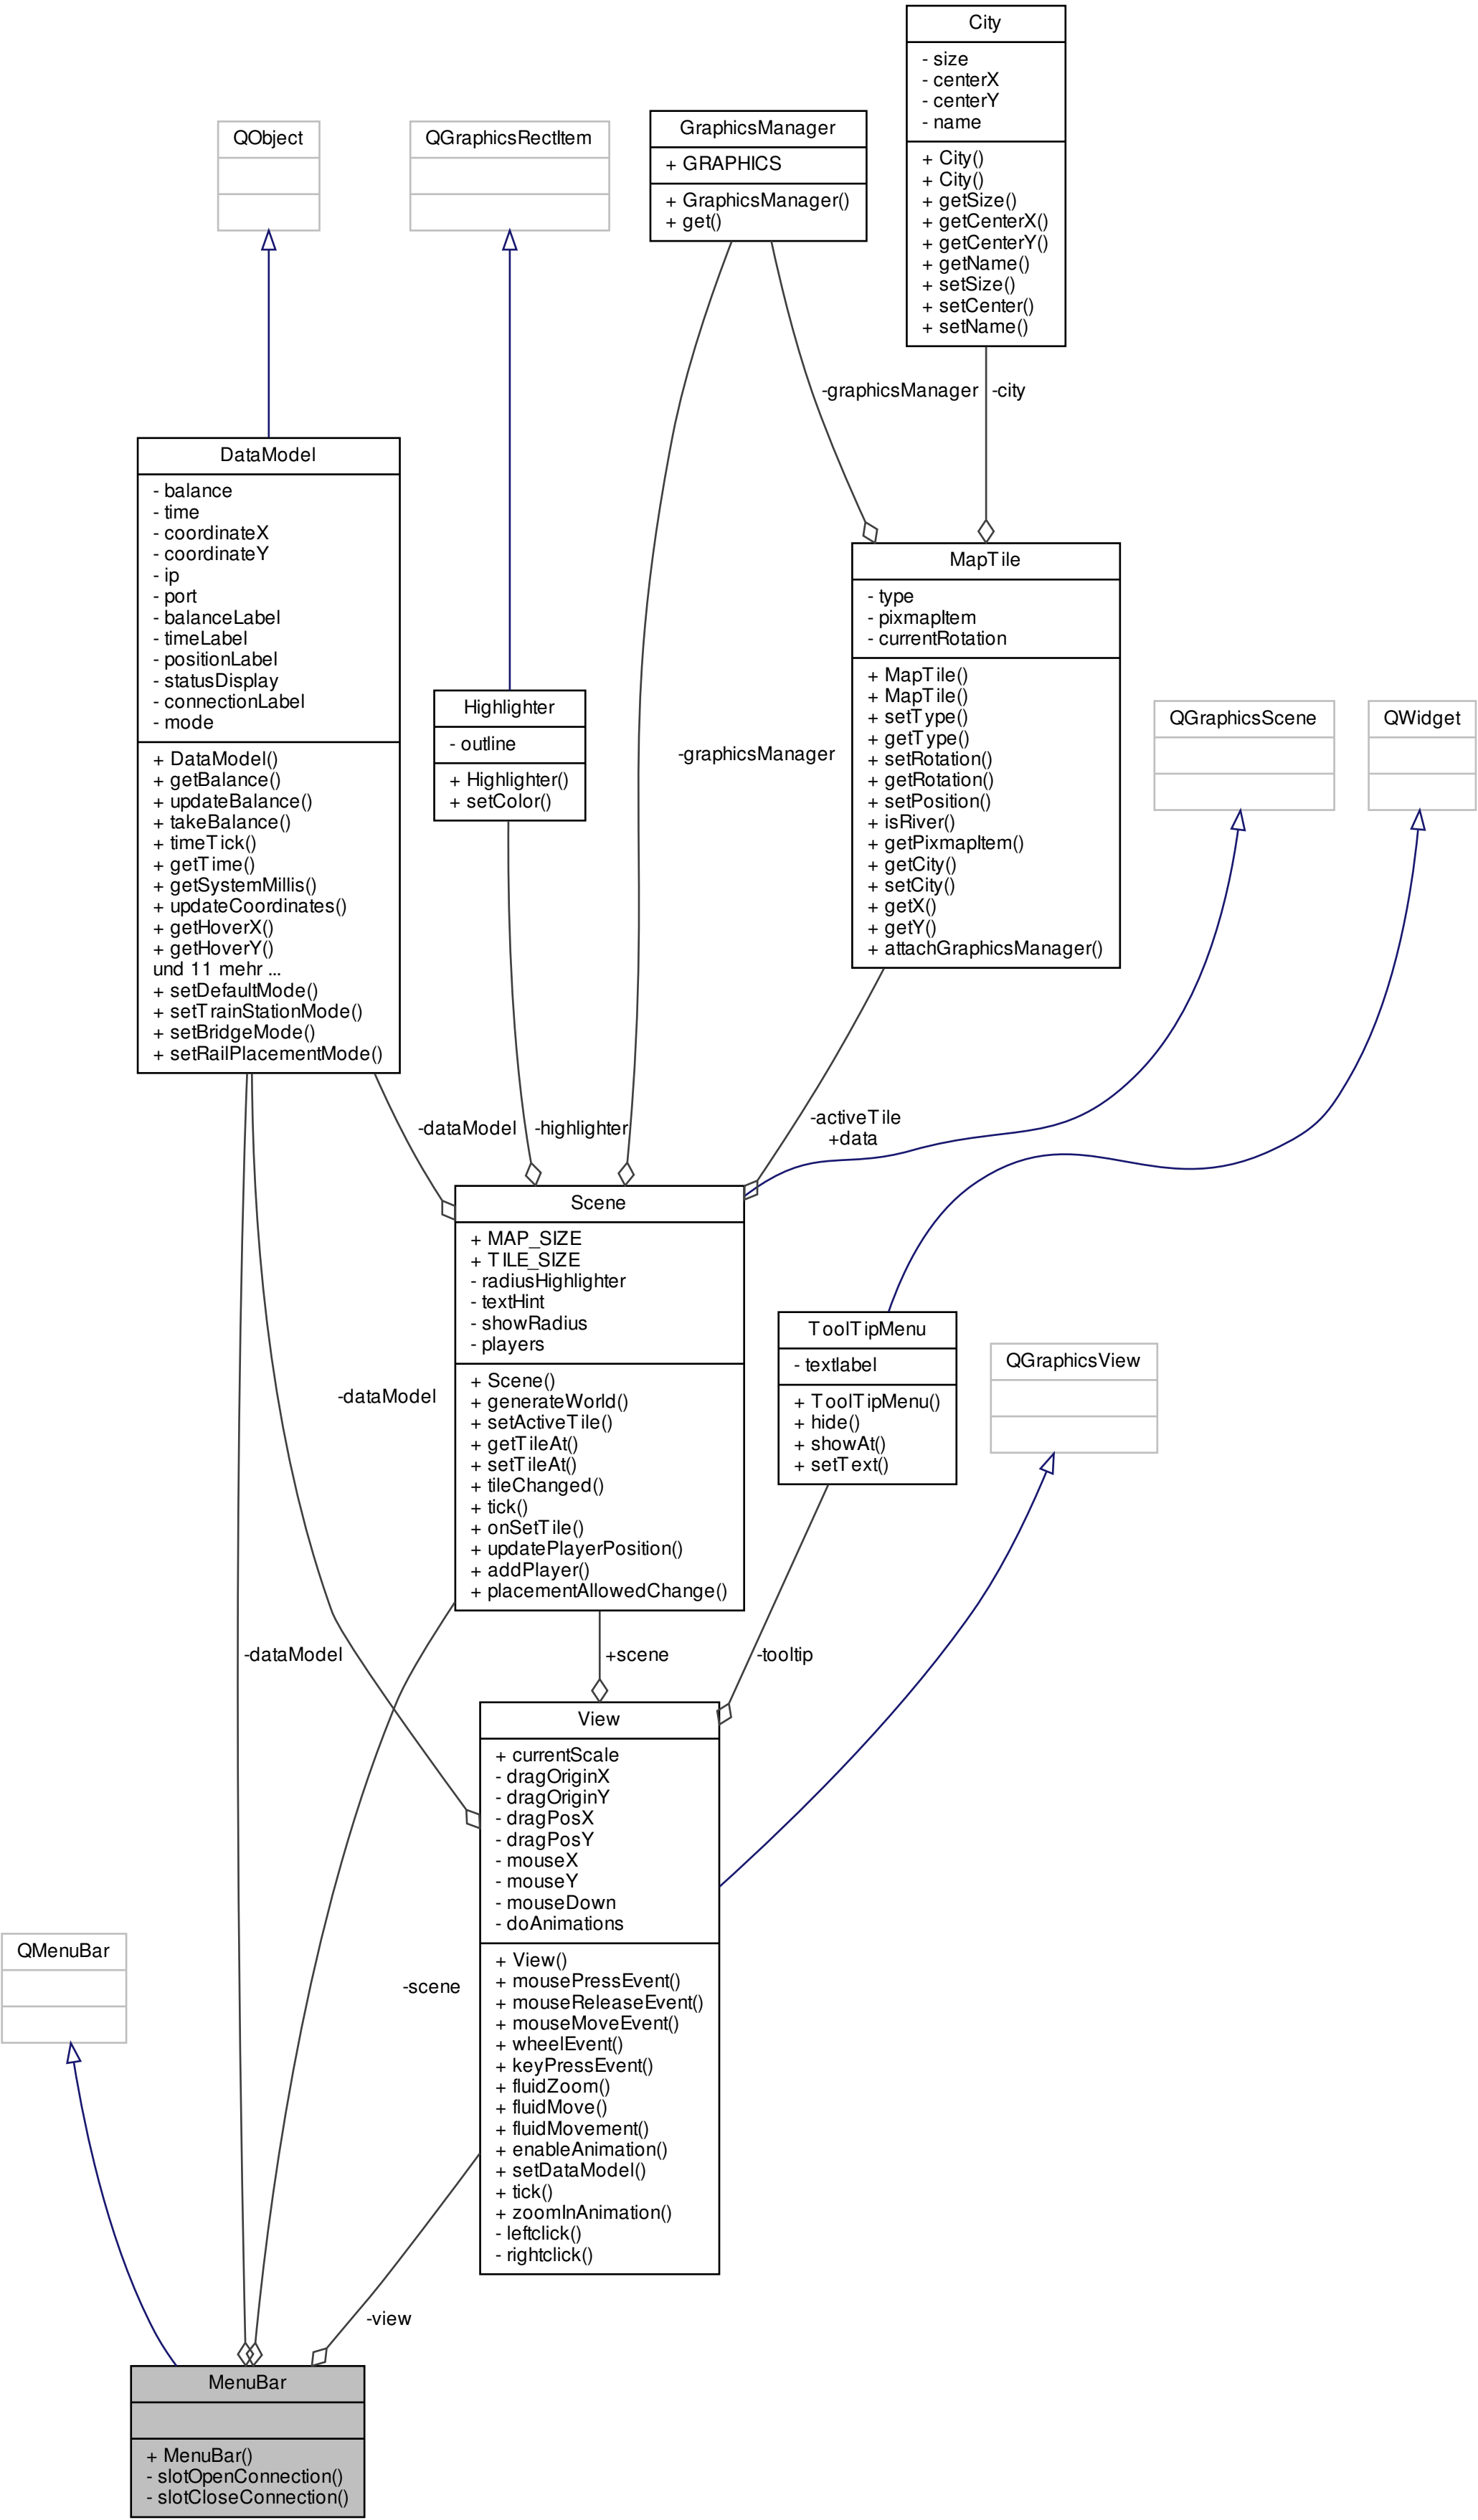 City
- size
- centerX
- centerY
- name
+ City()
+ City()
+ getSize()
+ getCenterX()
+ getCenterY()
+ getName()
+ setSize()
+ setCenter()
+ setName()
GraphicsManager
+ GRAPHICS
+ GraphicsManager()
+ get()
QObject
QGraphicsRectItem
-graphicsManager
-city
DataModel
- balance
- time
- coordinateX
- coordinateY
- ip
- port
- balanceLabel
- timeLabel
- positionLabel
- statusDisplay
- connectionLabel
- mode
+ DataModel()
+ getBalance()
+ updateBalance()
+ takeBalance()
+ timeTick()
+ getTime()
+ getSystemMillis()
+ updateCoordinates()
+ getHoverX()
+ getHoverY()
und 11 mehr ...
+ setDefaultMode()
+ setTrainStationMode()
+ setBridgeMode()
+ setRailPlacementMode()
Highlighter
- outline
+ Highlighter()
+ setColor()
-graphicsManager
MapTile
- type
- pixmapItem
- currentRotation
+ MapTile()
+ MapTile()
+ setType()
+ getType()
+ setRotation()
+ getRotation()
+ setPosition()
+ isRiver()
+ getPixmapItem()
+ getCity()
+ setCity()
+ getX()
+ getY()
+ attachGraphicsManager()
QGraphicsScene
QWidget
-dataModel
-highlighter
-activeTile
+data
Scene
+ MAP_SIZE
+ TILE_SIZE
- radiusHighlighter
- textHint
- showRadius
- players
+ Scene()
+ generateWorld()
+ setActiveTile()
+ getTileAt()
+ setTileAt()
+ tileChanged()
+ tick()
+ onSetTile()
+ updatePlayerPosition()
+ addPlayer()
+ placementAllowedChange()
ToolTipMenu
- textlabel
+ ToolTipMenu()
+ hide()
+ showAt()
+ setText()
QGraphicsView
-dataModel
-dataModel
+scene
-tooltip
View
+ currentScale
- dragOriginX
- dragOriginY
- dragPosX
- dragPosY
- mouseX
- mouseY
- mouseDown
- doAnimations
+ View()
+ mousePressEvent()
+ mouseReleaseEvent()
+ mouseMoveEvent()
+ wheelEvent()
+ keyPressEvent()
+ fluidZoom()
+ fluidMove()
+ fluidMovement()
+ enableAnimation()
+ setDataModel()
+ tick()
+ zoomInAnimation()
- leftclick()
- rightclick()
QMenuBar
-scene
-view
MenuBar
+ MenuBar()
- slotOpenConnection()
- slotCloseConnection()